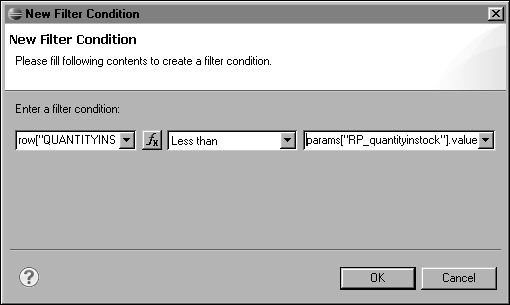 New Filter Condition
New Filter Condition
Please fill following contents to create a filter condition.
Enter a filter condition:
row["QUANTITYINS fx Less than params["RP_quantityinstock"].value
? OK Cancel